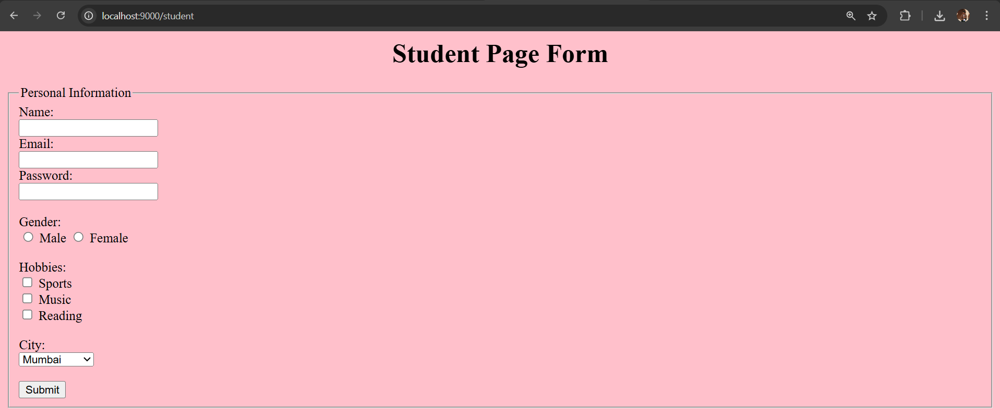 localhost:9000/student
Student Page Form
Personal Information
Name:
Email:
Password:
Gender:
Male Female
Hobbies:
Sports
Music
Reading
City:
Mumbai
Submit